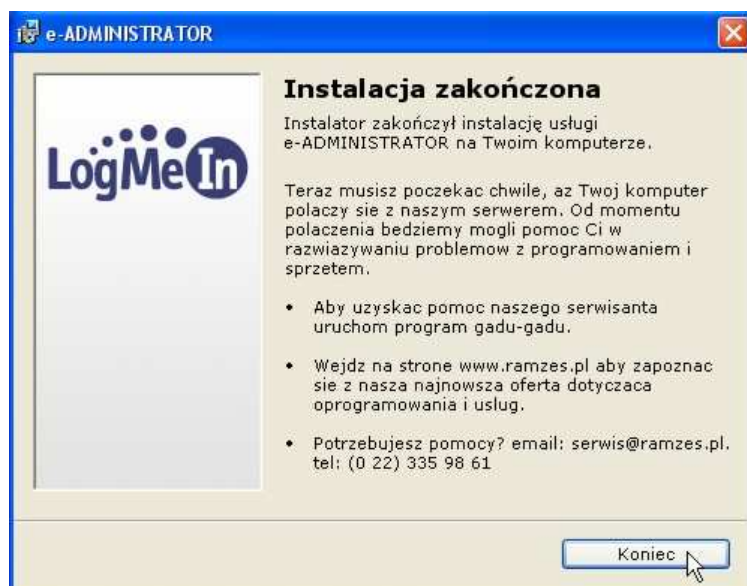 e-ADMINISTRATOR
LogMeIn
Instalacja zakończona
Instalator zakończył instalację usługi
e-ADMINISTRATOR na Twoim komputerze.
Teraz musisz poczekac chwile, az Twoj komputer
polaczy sie z naszym serwerem. Od momentu
polaczenia bedziemy mogli pomoc Ci w
razwiazywaniu problemow z programowaniem i
sprzetem.
• Aby uzyskac pomoc naszego serwisanta
uruchom program gadu-gadu.
• Wejdz na strone www.ramzes.pl aby zapoznac
sie z nasza najnowsza oferta dotyczaca
oprogramowania i uslug.
• Potrzebujesz pomocy? email: serwis@ramzes.pl.
tel: (0 22) 335 98 61
Koniec